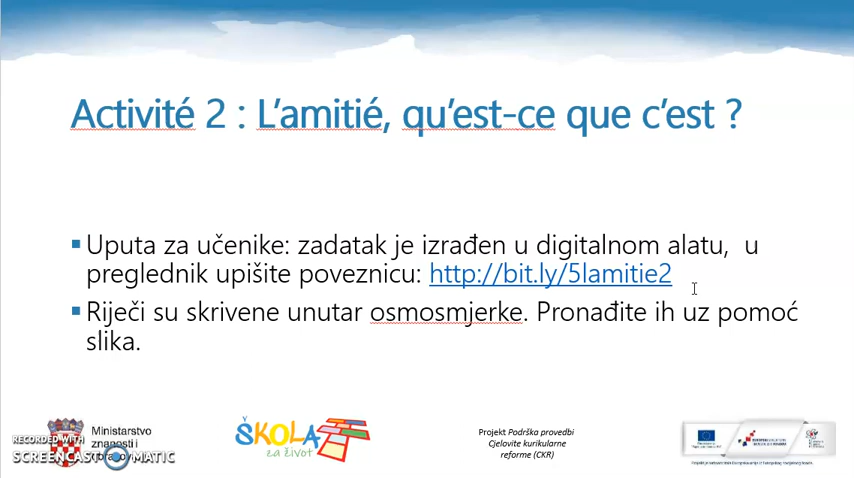 Activité 2 : L'amitié, qu'est-ce que c'est ?
▪ Uputa za učenike: zadatak je izrađen u digitalnom alatu, u
preglednik upišite poveznicu: http://bit.ly/5lamitie2
▪ Riječi su skrivene unutar osmosmjerke. Pronađite ih uz pomoć
slika.
Ministarstvo
znanosti i
RECORDED WITH
SCREENCAST MATIC
ŠKOLA
za život
Projekt Podrška provedbi
Cjelovite kurikularne
reforme (CKR)